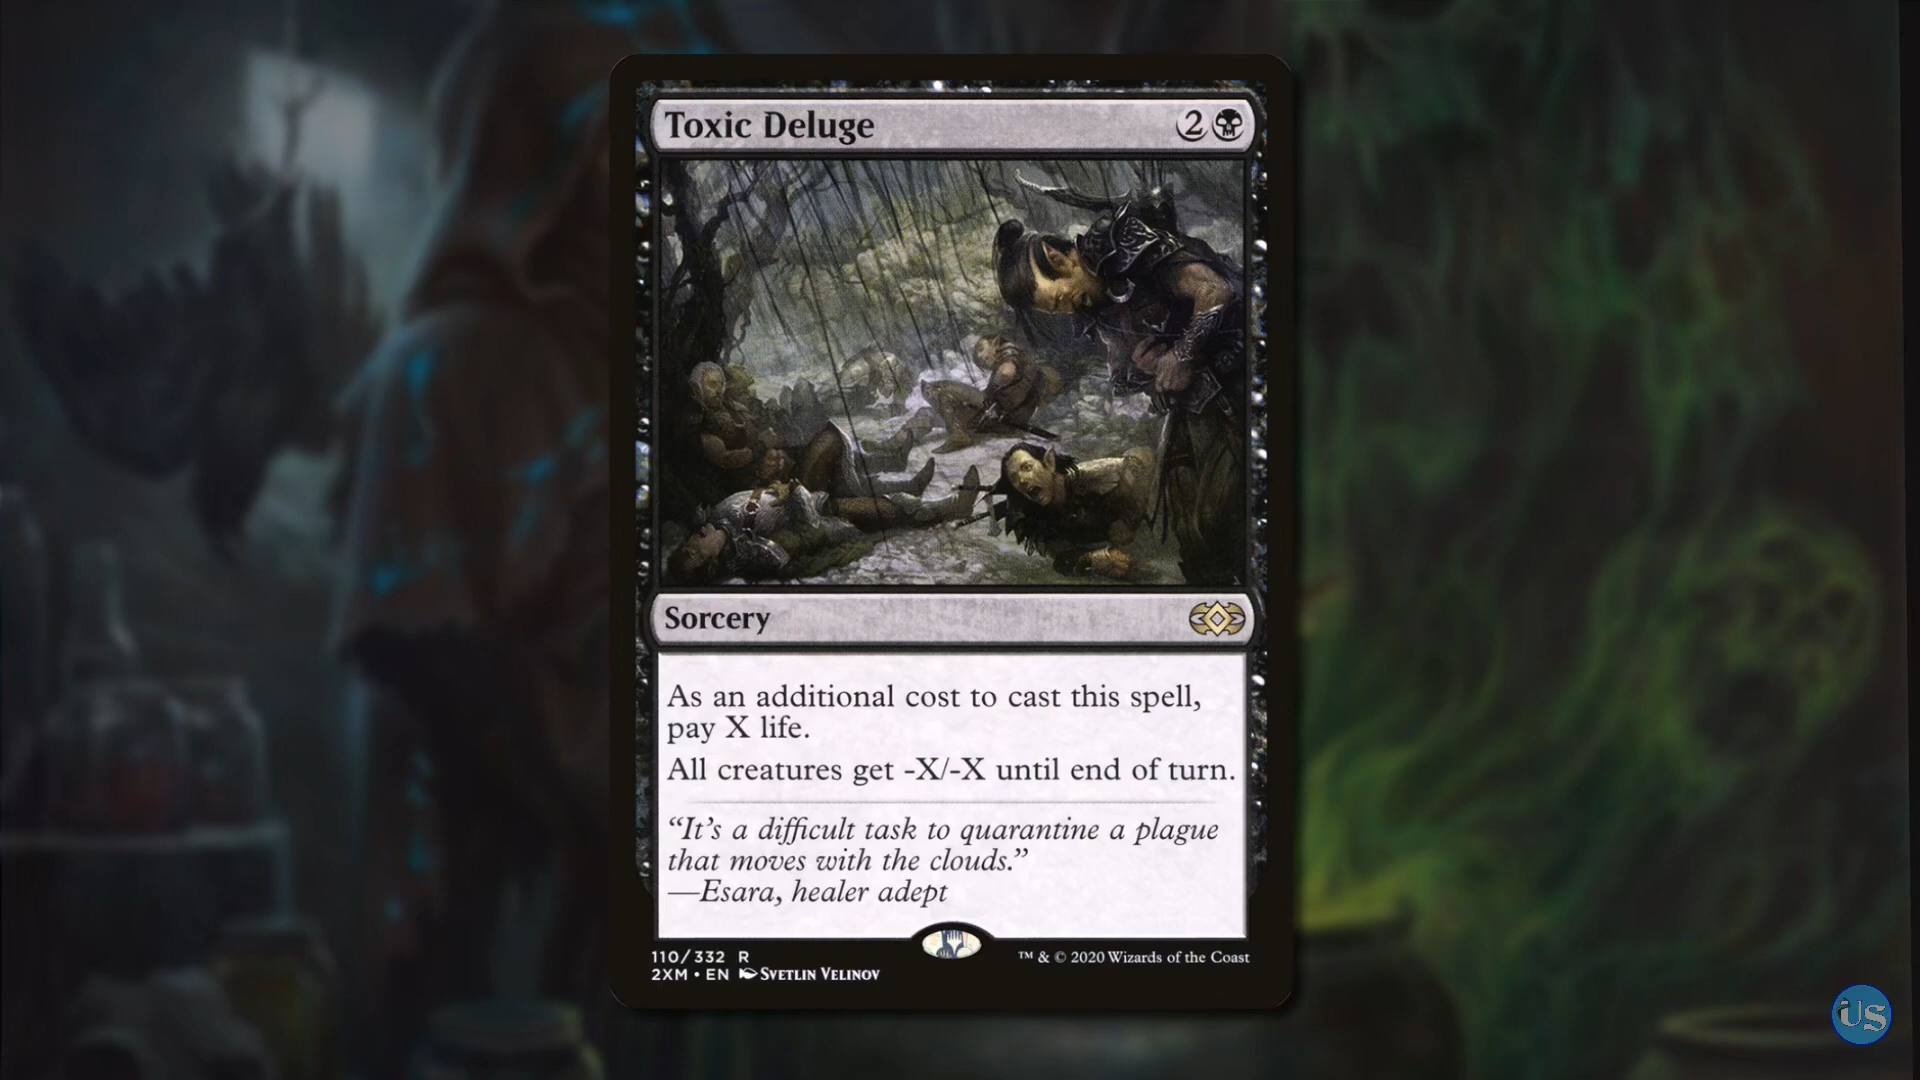 Toxic Deluge 2
Sorcery
As an additional cost to cast this spell,
pay X life.
All creatures get -X/-X until end of turn.
“It’s a difficult task to quarantine a plague
that moves with the clouds.”
—Esara, healer adept
110/332 R
™ & © 2020 Wizards of the Coast
2XM • EN SVETLIN VELINOV
US